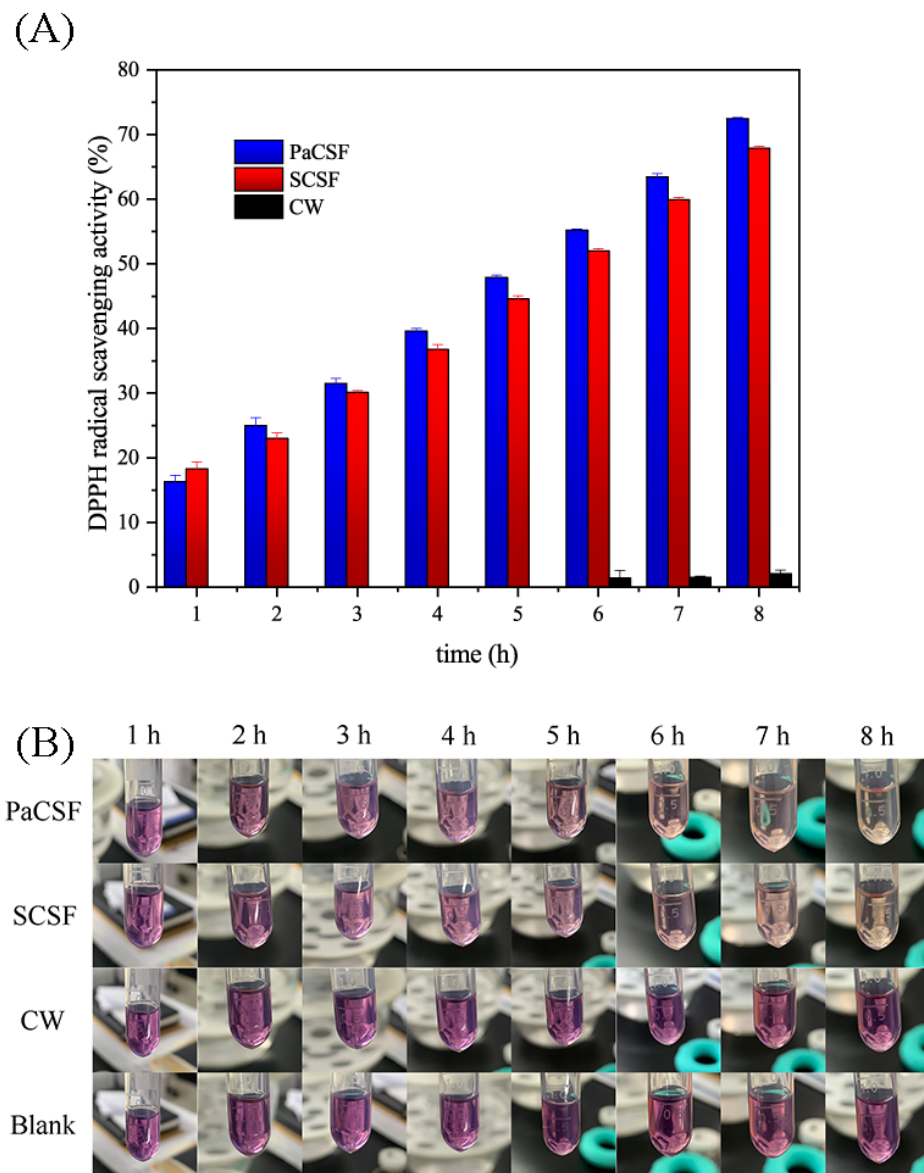 (A)
80
70
60
50
40
30
20
10
0
DPPH radical scavenging activity (%)
PaCSF
SCSF
CW
1 2 3 4 5 6 7 8
time (h)
(B)
1 h 2 h 3 h 4 h 5 h 6 h 7 h 8 h
PaCSF
SCSF
CW
Blank